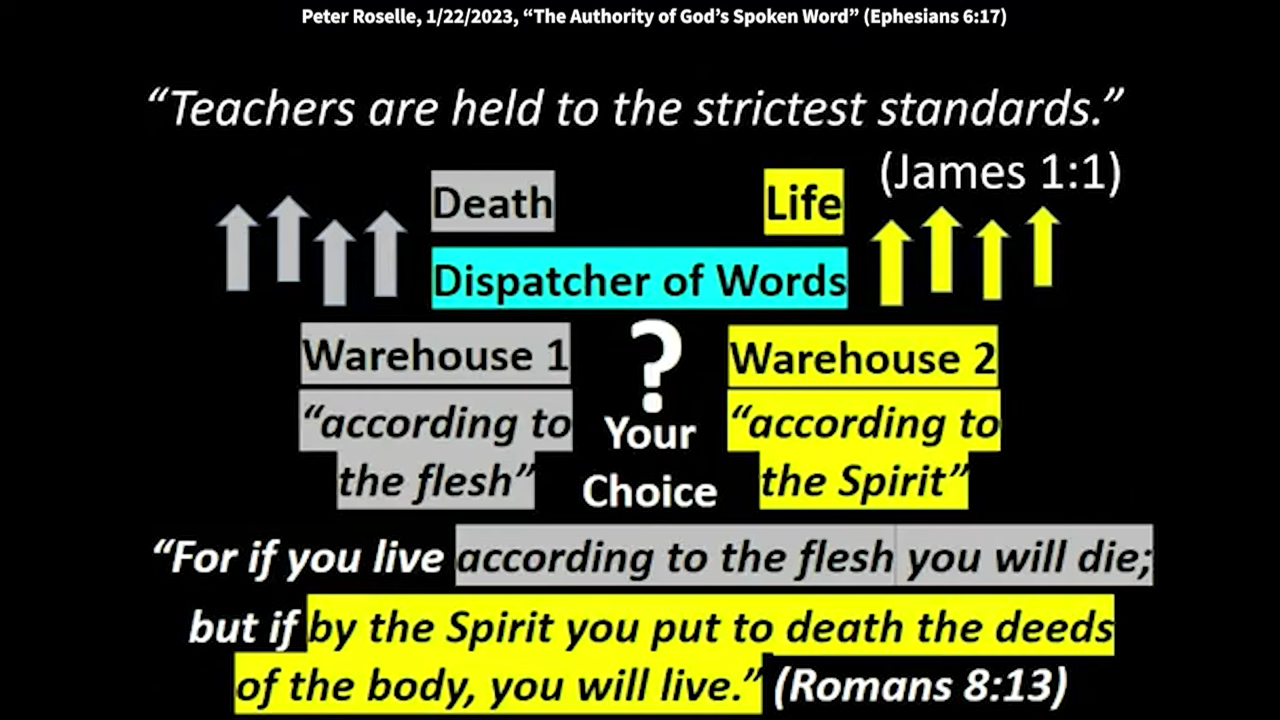 Peter Roselle, 1/22/2023, “The Authority of God’s Spoken Word” (Ephesians 6:17)
“Teachers are held to the strictest standards.”
(James 1:1)
Death
Life
Dispatcher of Words
Warehouse 1
?
Warehouse 2
“according to
the flesh”
Your
Choice
“according to
the Spirit”
“For if you live according to the flesh you will die;
but if by the Spirit you put to death the deeds
of the body, you will live.” (Romans 8:13)